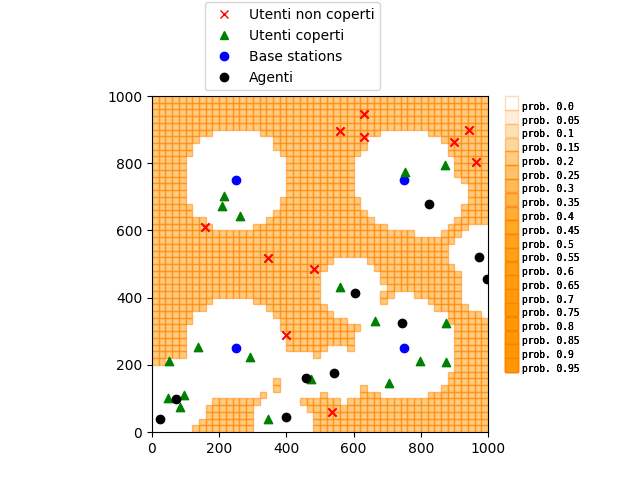 Utenti non coperti
Utenti coperti
Base stations
Agenti
1000
800
600
400
200
0
0
200
400
600
800
1000
prob. 0.0
prob. 0.05
prob. 0.1
prob. 0.15
prob. 0.2
prob. 0.25
prob. 0.3
prob. 0.35
prob. 0.4
prob. 0.45
prob. 0.5
prob. 0.55
prob. 0.6
prob. 0.65
prob. 0.7
prob. 0.75
prob. 0.8
prob. 0.85
prob. 0.9
prob. 0.95